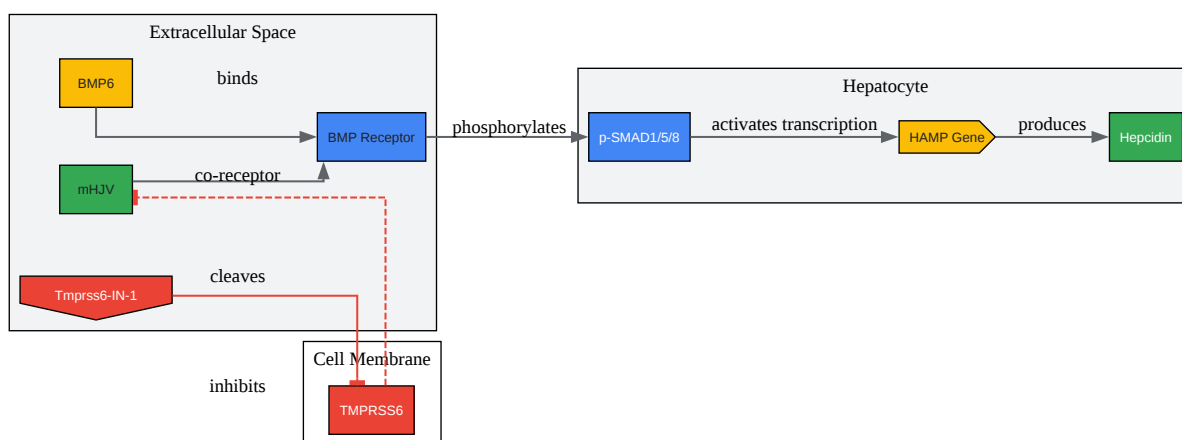 Extracellular Space
BMP6
binds
BMP Receptor
mHJV
co-receptor
Tmprss6-IN-1
cleaves
phosphorylates
Hepatocyte
p-SMAD1/5/8
activates transcription
HAMP Gene
produces
Hepcidin
Cell Membrane
inhibits
TMPRSS6